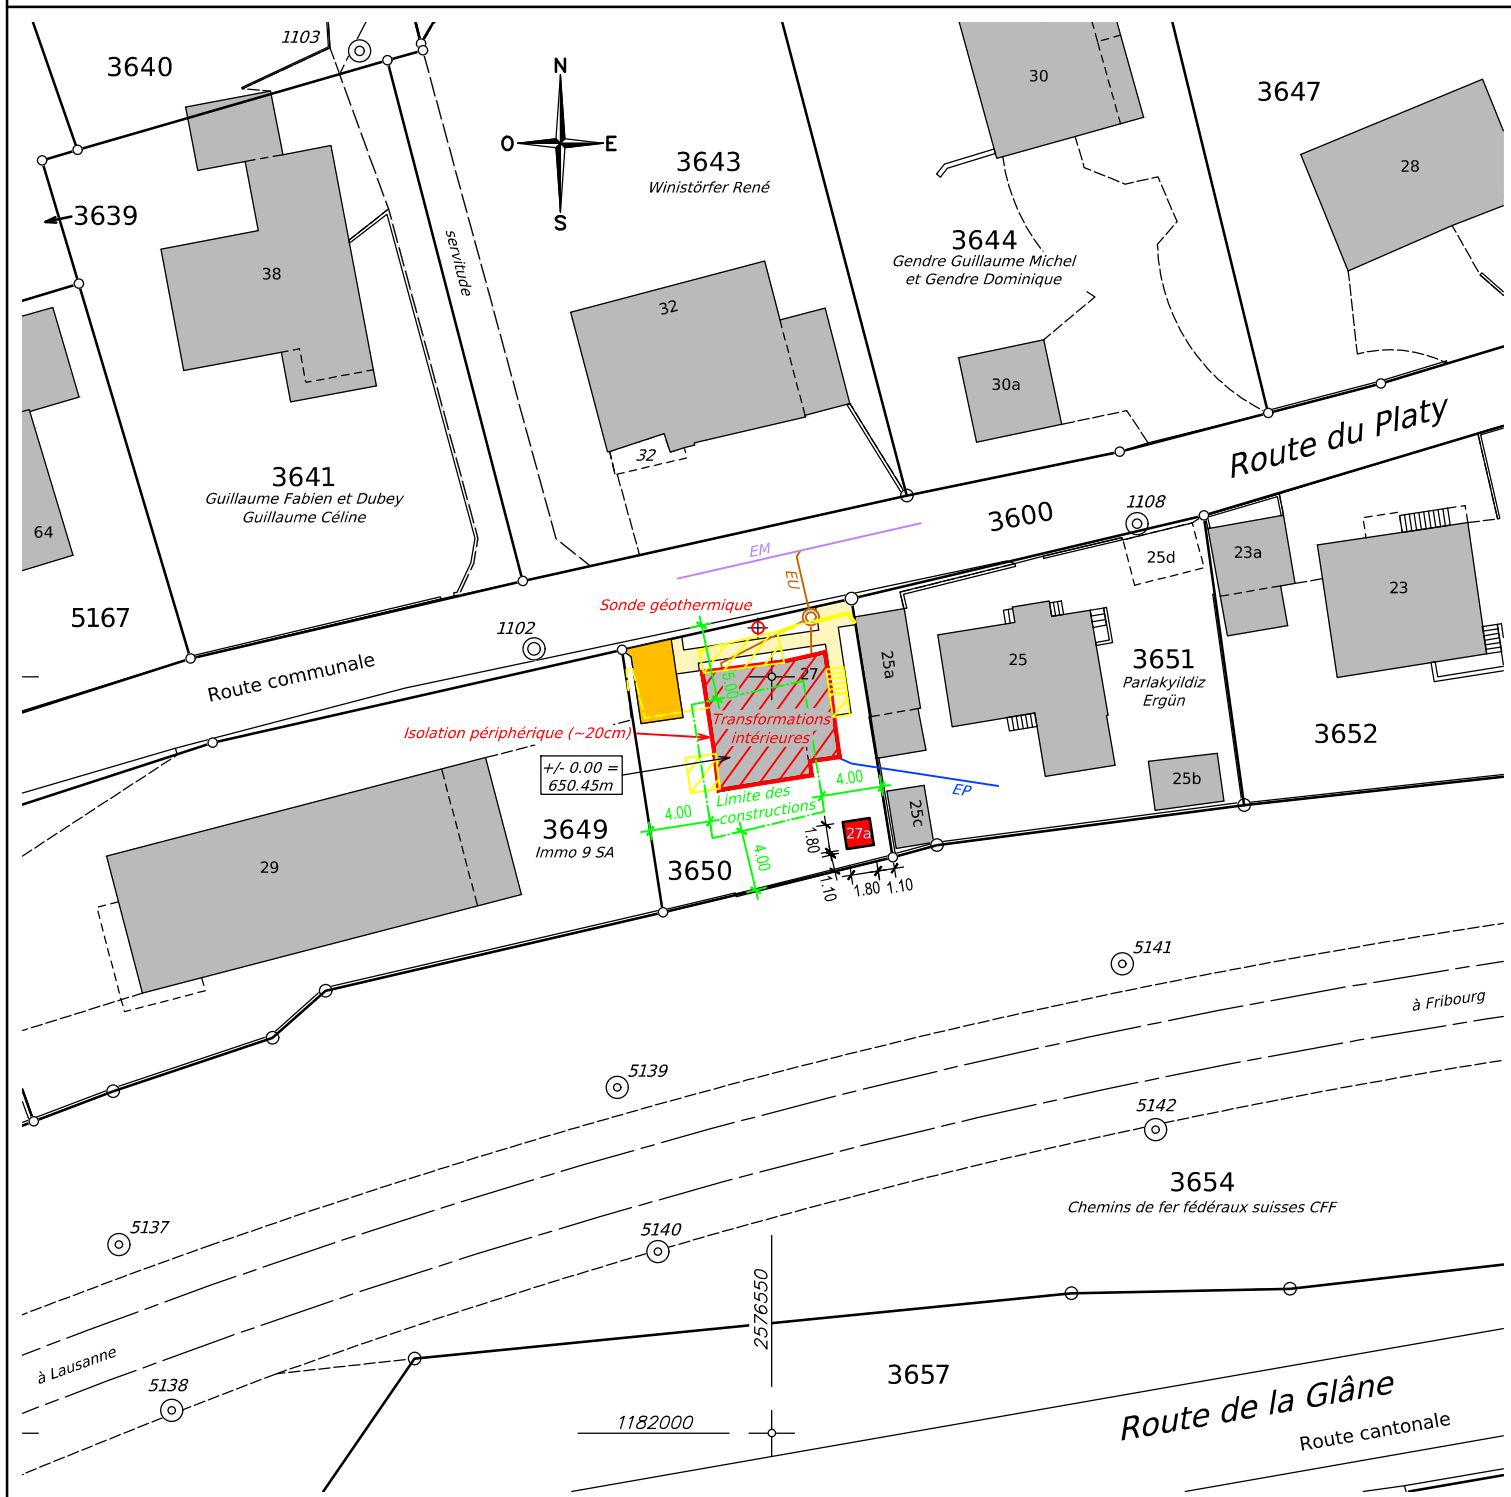 1103
3640
N
O
E
S
3643
Winistörfer René
30
3647
28
3639
38
servitude
3644
Gendre Guillaume Michel
et Gendre Dominique
32
30a
32
3641
Guillaume Fabien et Dubey
Guillaume Céline
64
5167
Route du Platy
3600
1108
EM
EU
25d
23a
23
Sonde géothermique
1102
Route communale
27
5.00
25a
25
3651
Parlakyildiz
Ergün
3652
Isolation périphérique (~20cm)
Transformations
intérieures
+/- 0.00 =
650.45m
4.00
EP
25b
4.00
Limite des
constructions
25c
3649
Immo 9 SA
27a
1.80
4.00
3650
1.10
1.80
1.10
29
5141
à Fribourg
5139
5142
3654
Chemins de fer fédéraux suisses CFF
5137
5140
2576550
à Lausanne
5138
3657
1182000
Route de la Glâne
Route cantonale